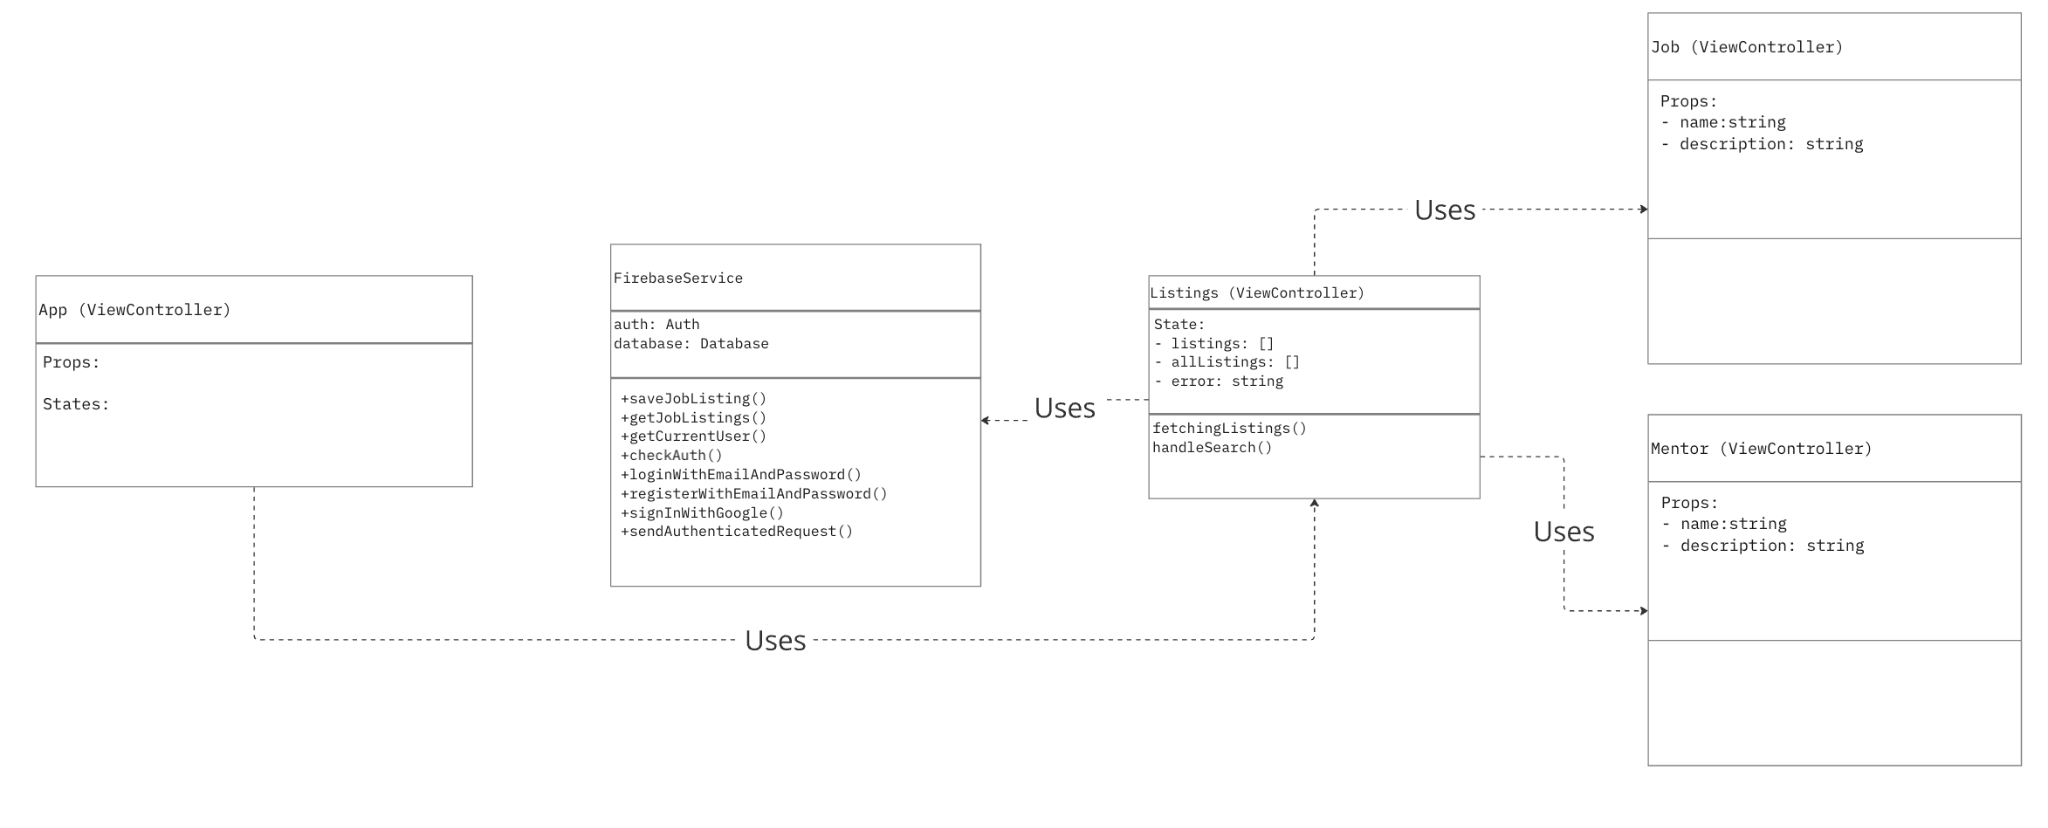 App (ViewController)
Props:
States:
FirebaseService
auth: Auth
database: Database
+saveJobListing()
+getJobListings()
+getCurrentUser()
+checkAuth()
+loginWithEmailAndPassword()
+registerWithEmailAndPassword()
+signInWithGoogle()
+sendAuthenticatedRequest()
Uses
Uses
Listings (ViewController)
State:
- listings: []
- allListings: []
- error: string
fetchingListings()
handleSearch()
Uses
Uses
Job (ViewController)
Props:
- name:string
- description: string
Mentor (ViewController)
Props:
- name:string
- description: string